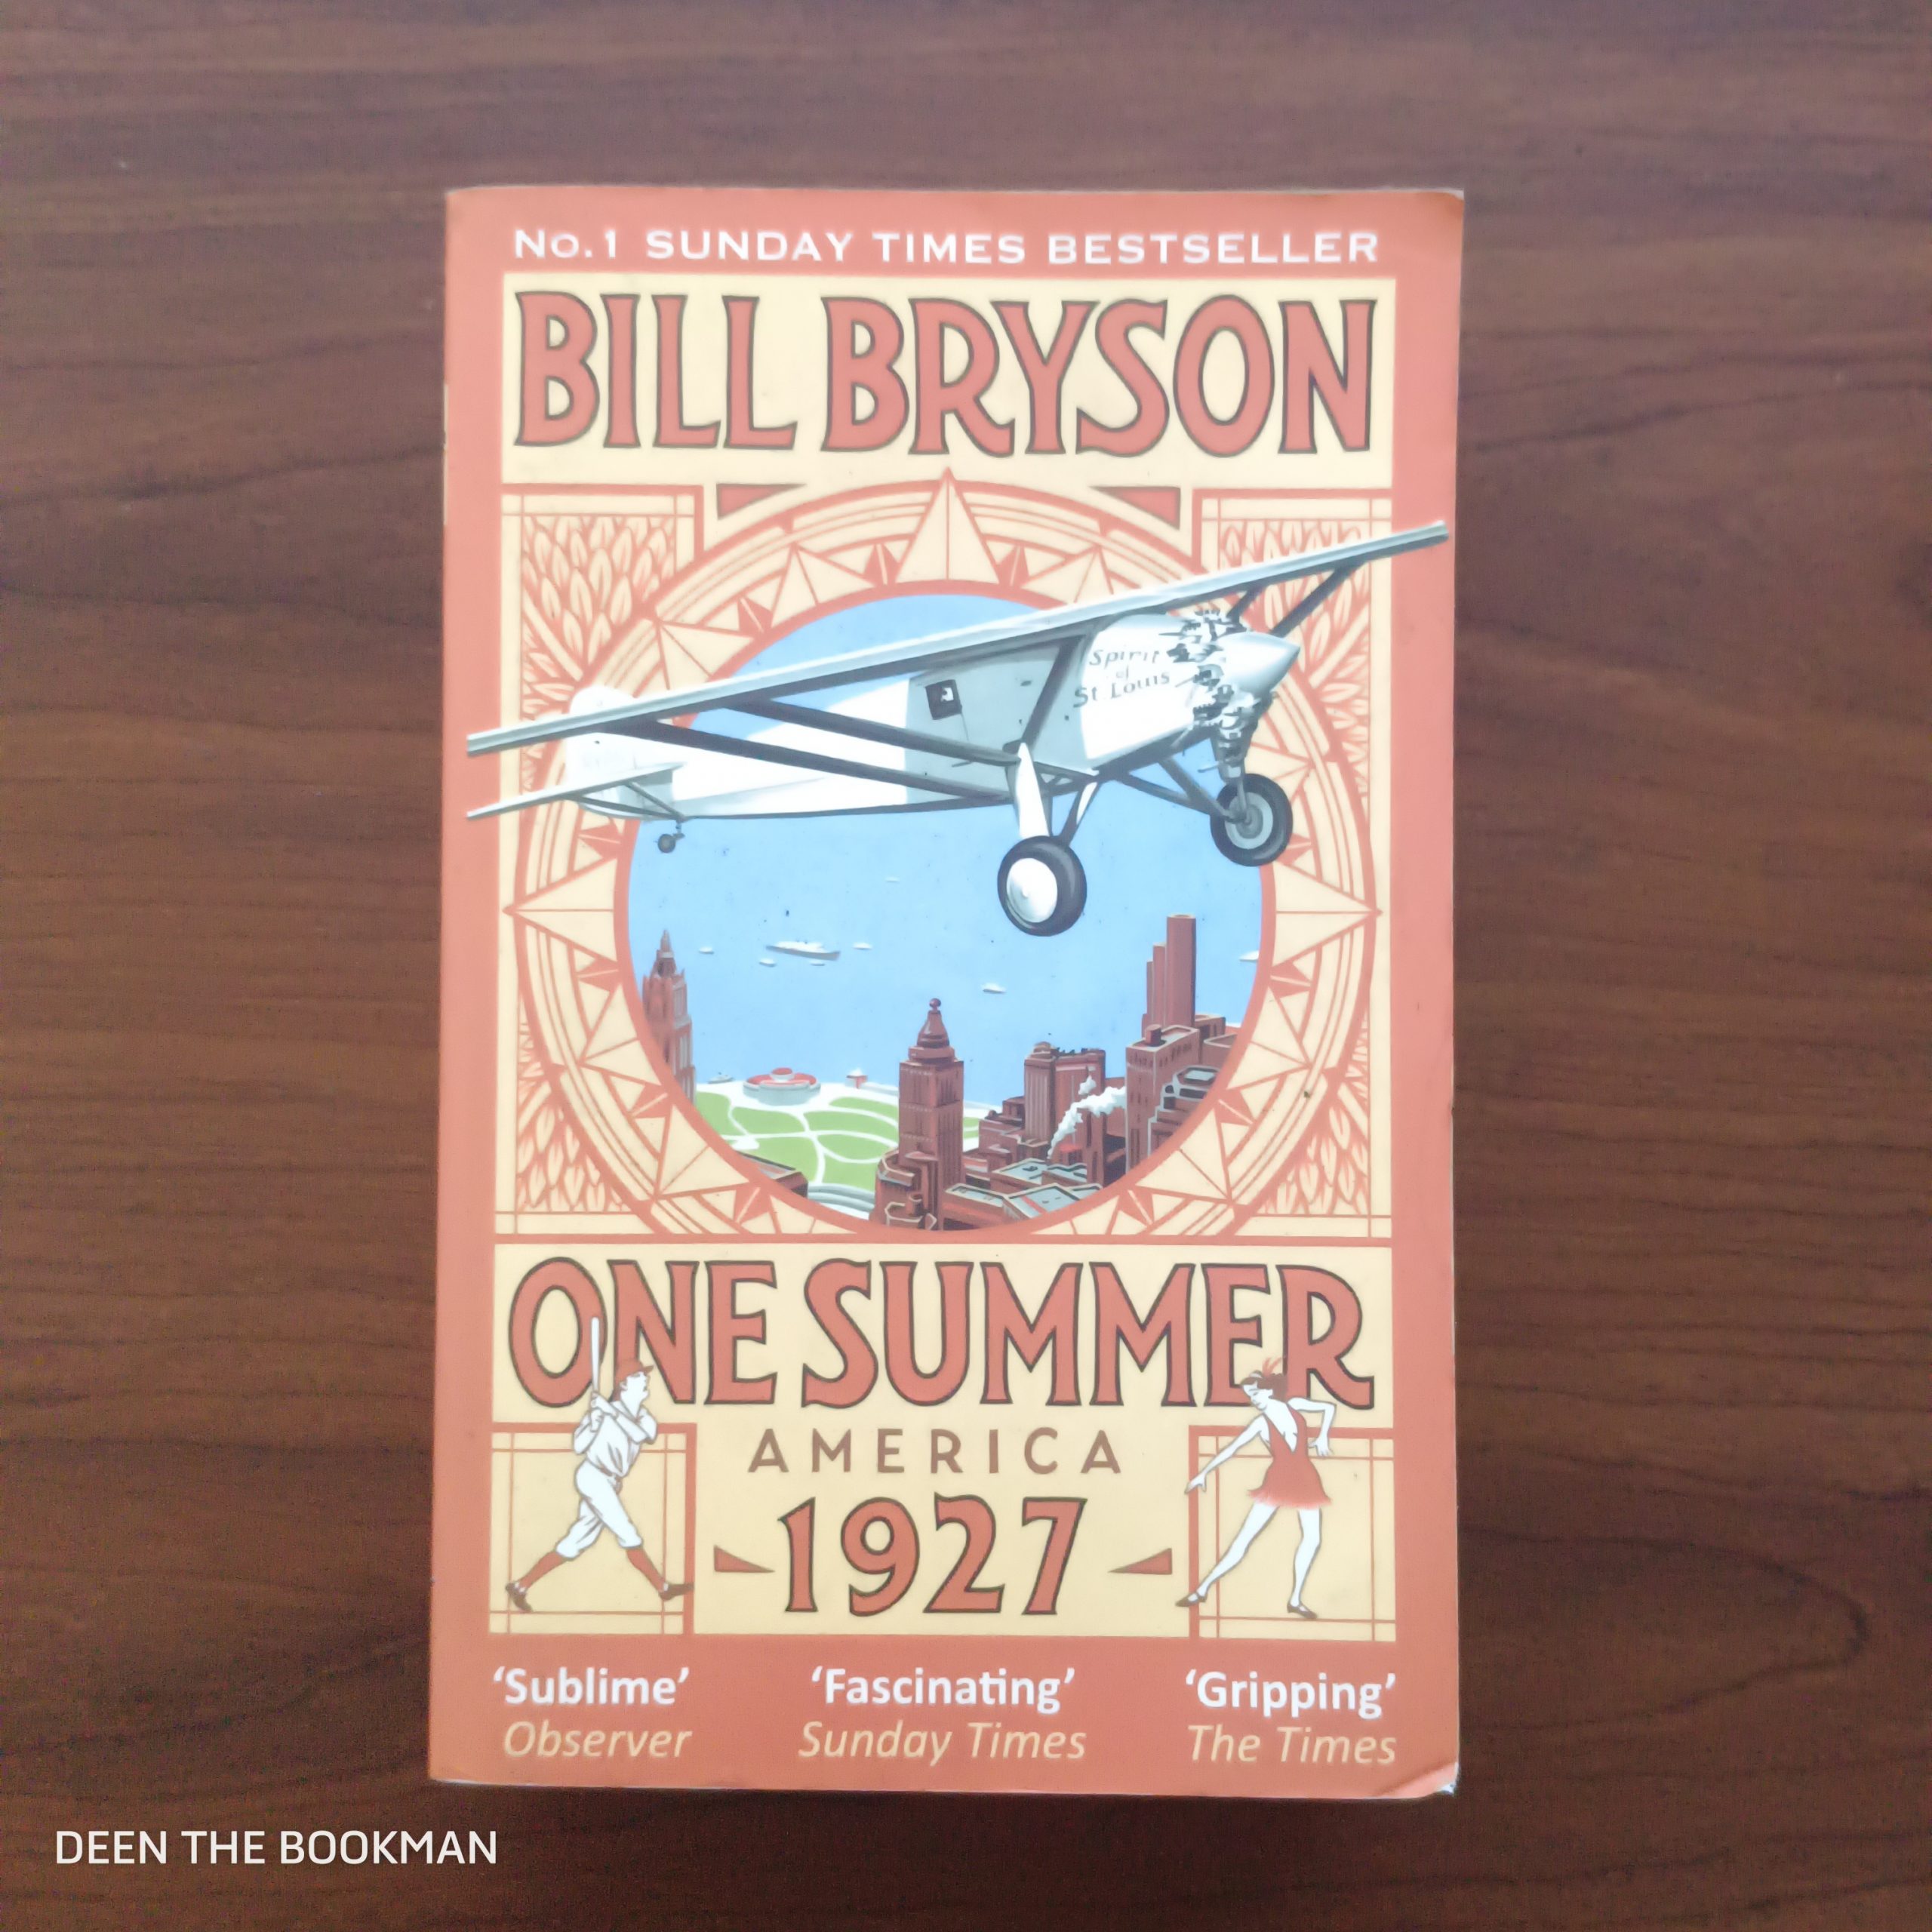 No.1 SUNDAY TIMES BESTSELLER
BILL BRYSON
Spirit
of
St Louis
ONE SUMMER
AMERICA
1927
‘Sublime’
Observer
‘Fascinating’
Sunday Times
‘Gripping’
The Times
DEEN THE BOOKMAN